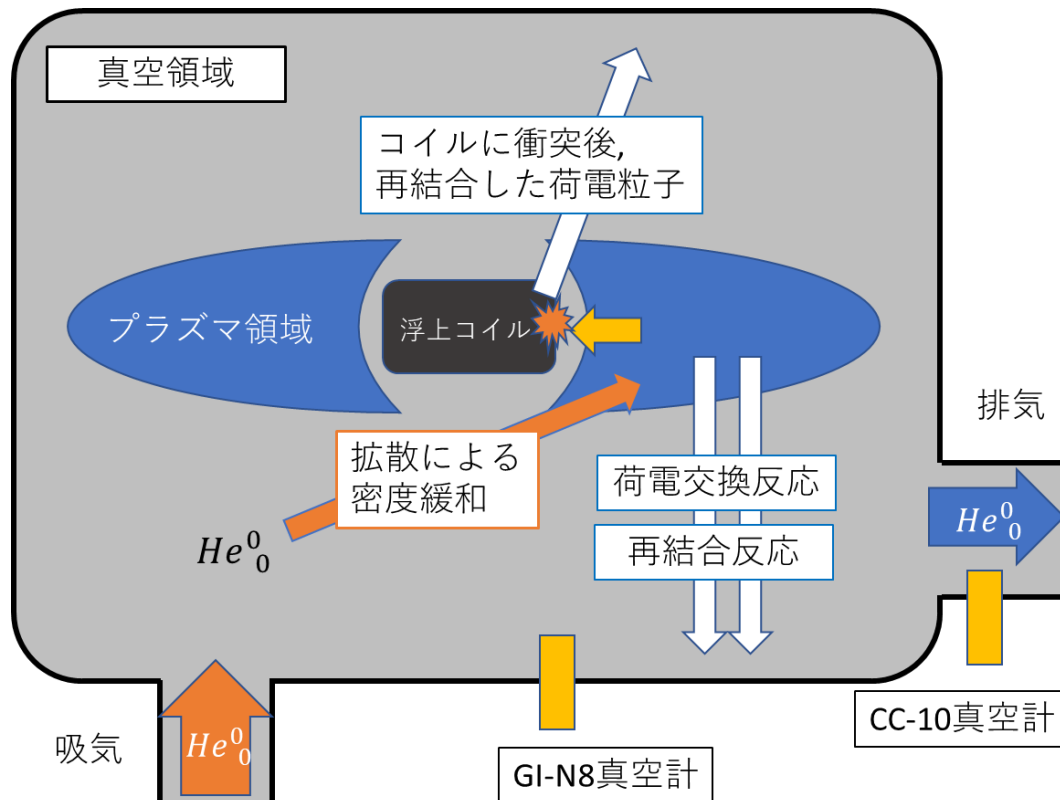 真空領域
コイルに衝突後,
再結合した荷電粒子
プラズマ領域
浮上コイル
拡散による
密度緩和
荷電交換反応
再結合反応
排気
He⁰₀
He⁰₀
He⁰₀
吸気
GI-N8真空計
CC-10真空計